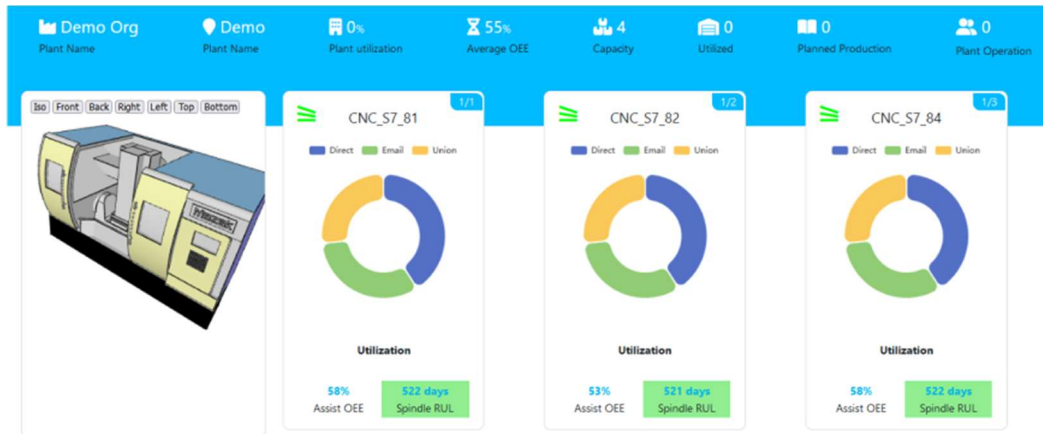 Demo Org
Plant Name
Demo
Plant Name
0%
Plant utilization
55%
Average OEE
4
Capacity
0
Utilized
0
Planned Production
0
Plant Operation
Iso Front Back Right Left Top Bottom
1/1
CNC_S7_81
Direct Email Union
Utilization
58%
Assist OEE
522 days
Spindle RUL
1/2
CNC_S7_82
Direct Email Union
Utilization
53%
Assist OEE
521 days
Spindle RUL
1/3
CNC_S7_84
Direct Email Union
Utilization
58%
Assist OEE
522 days
Spindle RUL